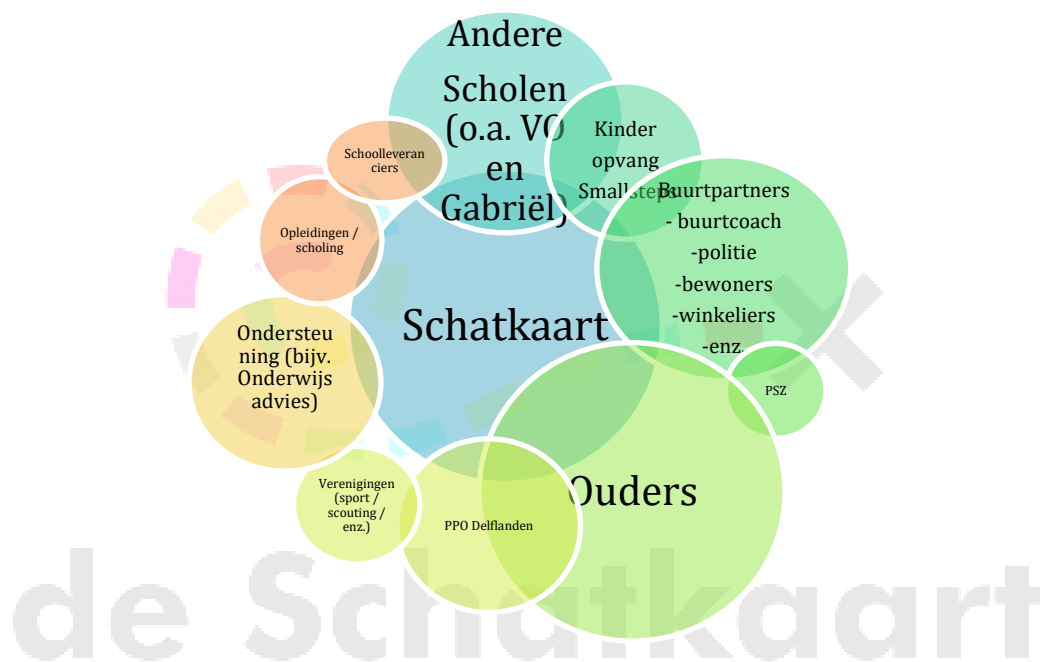 Andere
Scholen
(o.a. VO
en
Gabriël)
Kinder
opvang
Smallsteps
Buurtpartners
- buurtcoach
-politie
-bewoners
-winkeliers
-enz.
PSZ
Ouders
PPO Delflanden
Verenigingen
(sport /
scouting /
enz.)
Ondersteu
ning (bijv.
Onderwijs
advies)
Opleidingen /
scholing
Schoolleveran
ciers
Schatkaart
de Schatkaart